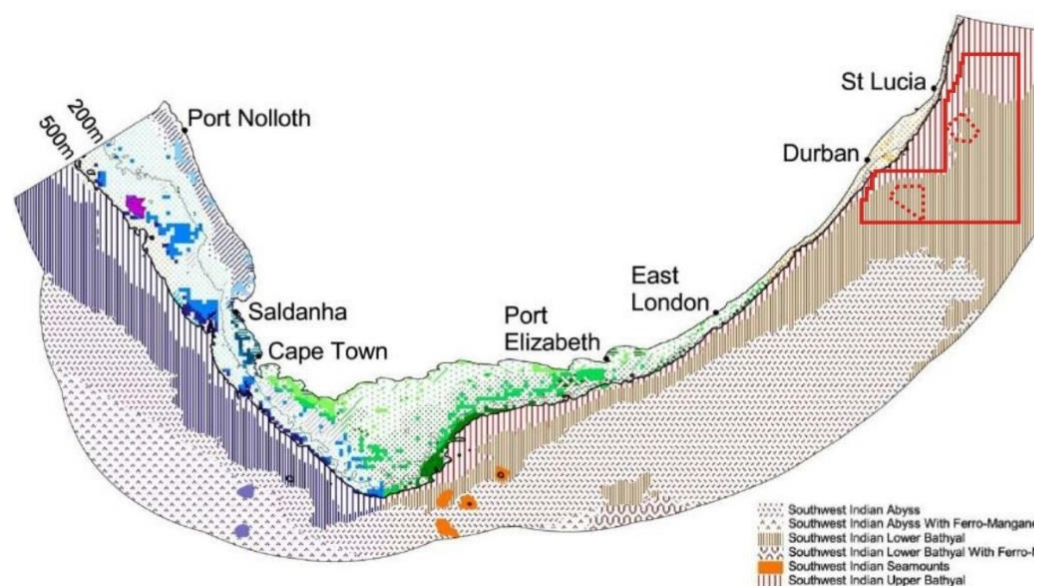 200m
500m
Port Nolloth
St Lucia
Durban
East
London
Port
Elizabeth
Saldanha
Cape Town
Southwest Indian Abyss
Southwest Indian Abyss With Ferro-Mangane
Southwest Indian Lower Bathyal
Southwest Indian Lower Bathyal With Ferro-
Southwest Indian Seamounts
Southwest Indian Upper Bathyal